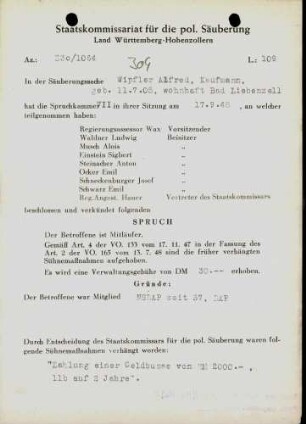 Staatskommissariat für die pol. Säuberung
Land Württemberg-Hohenzollern
Az.: 23c/1064 L.: 109
309
In der Säuberungssache Wipfler Alfred, Kaufmann,
geb. 11.7.08, wohnhaft Bad Liebenzell
hat die Spruchkammer VII in ihrer Sitzung am 17.9.48, an welcher
teilgenommen haben:
Regierungsassessor Wax Vorsitzender
Waldner Ludwig Beisitzer
Musch Alois „
Einstein Sigbert „
Steinacher Anton „
Ocker Emil „
Schneckenburger Josef „
Schwarz Emil „
Reg.Angest. Hauer Vertreter des Staatskommissars
beschlossen und verkündet folgenden
SPRUCH
Der Betroffene ist Mitläufer.
Gemäß Art. 4 der VO. 133 vom 17. 11. 47 in der Fassung des
Art. 2 der VO. 165 vom 13. 7. 48 sind die früher verhängten
Sühnemaßnahmen aufgehoben.
Es wird eine Verwaltungsgebühr von DM 30.-- erhoben.
Gründe:
Der Betroffene war Mitglied NSDAP seit 37, DAF
Durch Entscheidung des Staatskommissars für die pol. Säuberung waren fol-
gende Sühnemaßnahmen verhängt worden:
"Zahlung einer Geldbusse von RM 2000.--,
11b auf 2 Jahre".